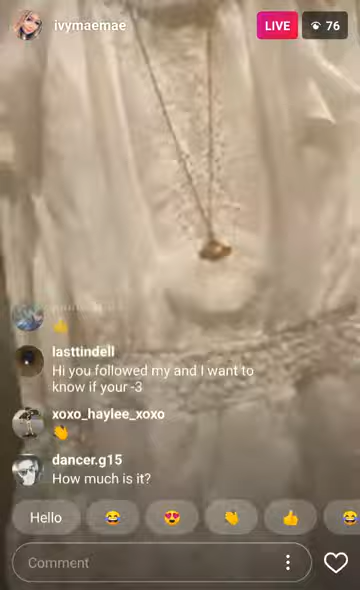 ivymaemae
LIVE
76
lasttindell
Hi you followed my and I want to
know if your -3
xoxo_haylee_xoxo
dancer.g15
How much is it?
Hello
Comment